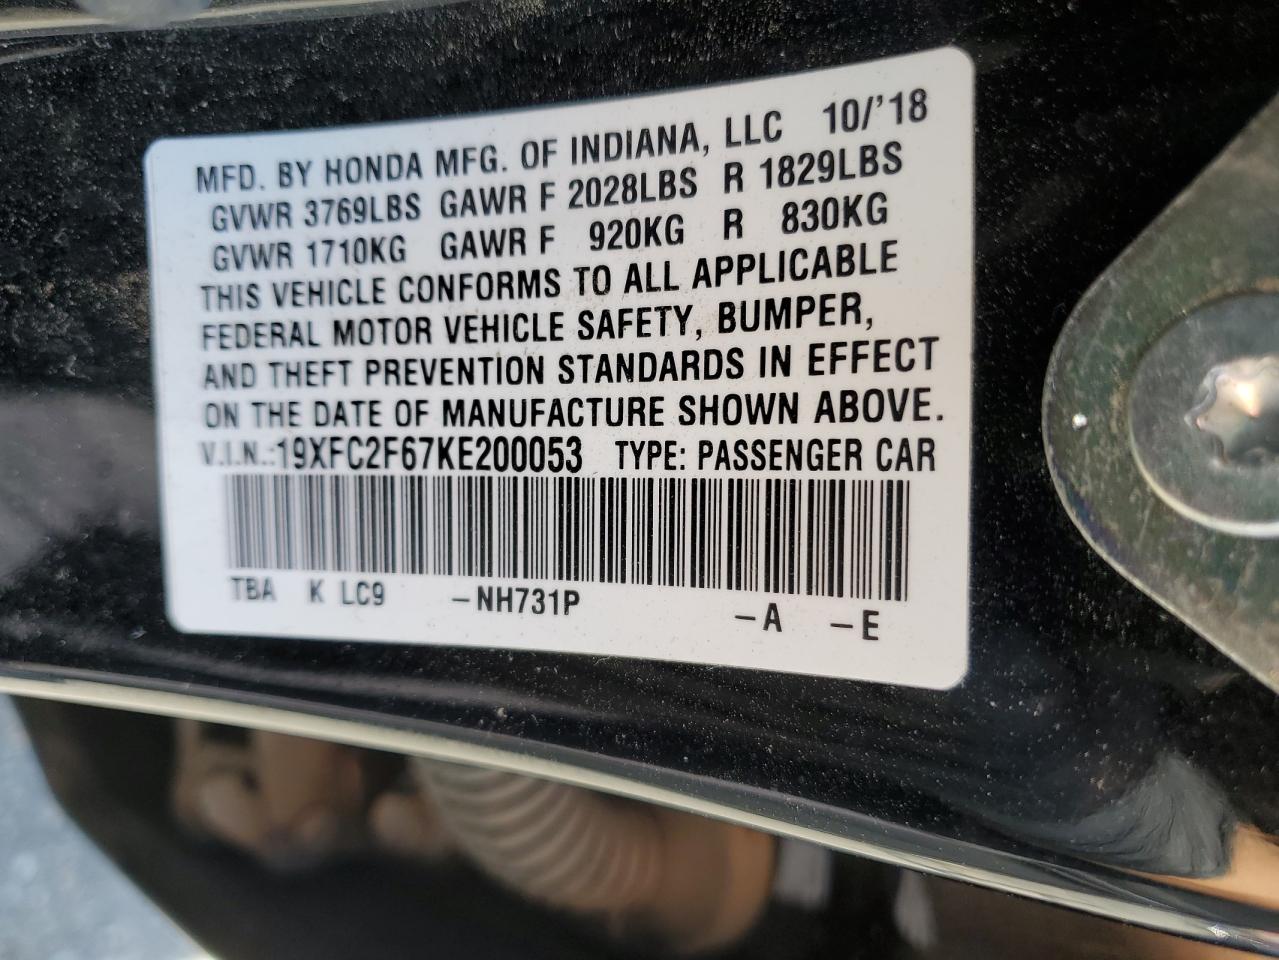 MFD. BY HONDA MFG. OF INDIANA, LLC 10/'18
GVWR 3769LBS GAWR F 2028LBS R 1829LBS
GVWR 1710KG GAWR F 920KG R 830KG
THIS VEHICLE CONFORMS TO ALL APPLICABLE
FEDERAL MOTOR VEHICLE SAFETY, BUMPER,
AND THEFT PREVENTION STANDARDS IN EFFECT
ON THE DATE OF MANUFACTURE SHOWN ABOVE.
V.I.N.:19XFC2F67KE200053 TYPE: PASSENGER CAR
TBA K LC9 -NH731P -A -E